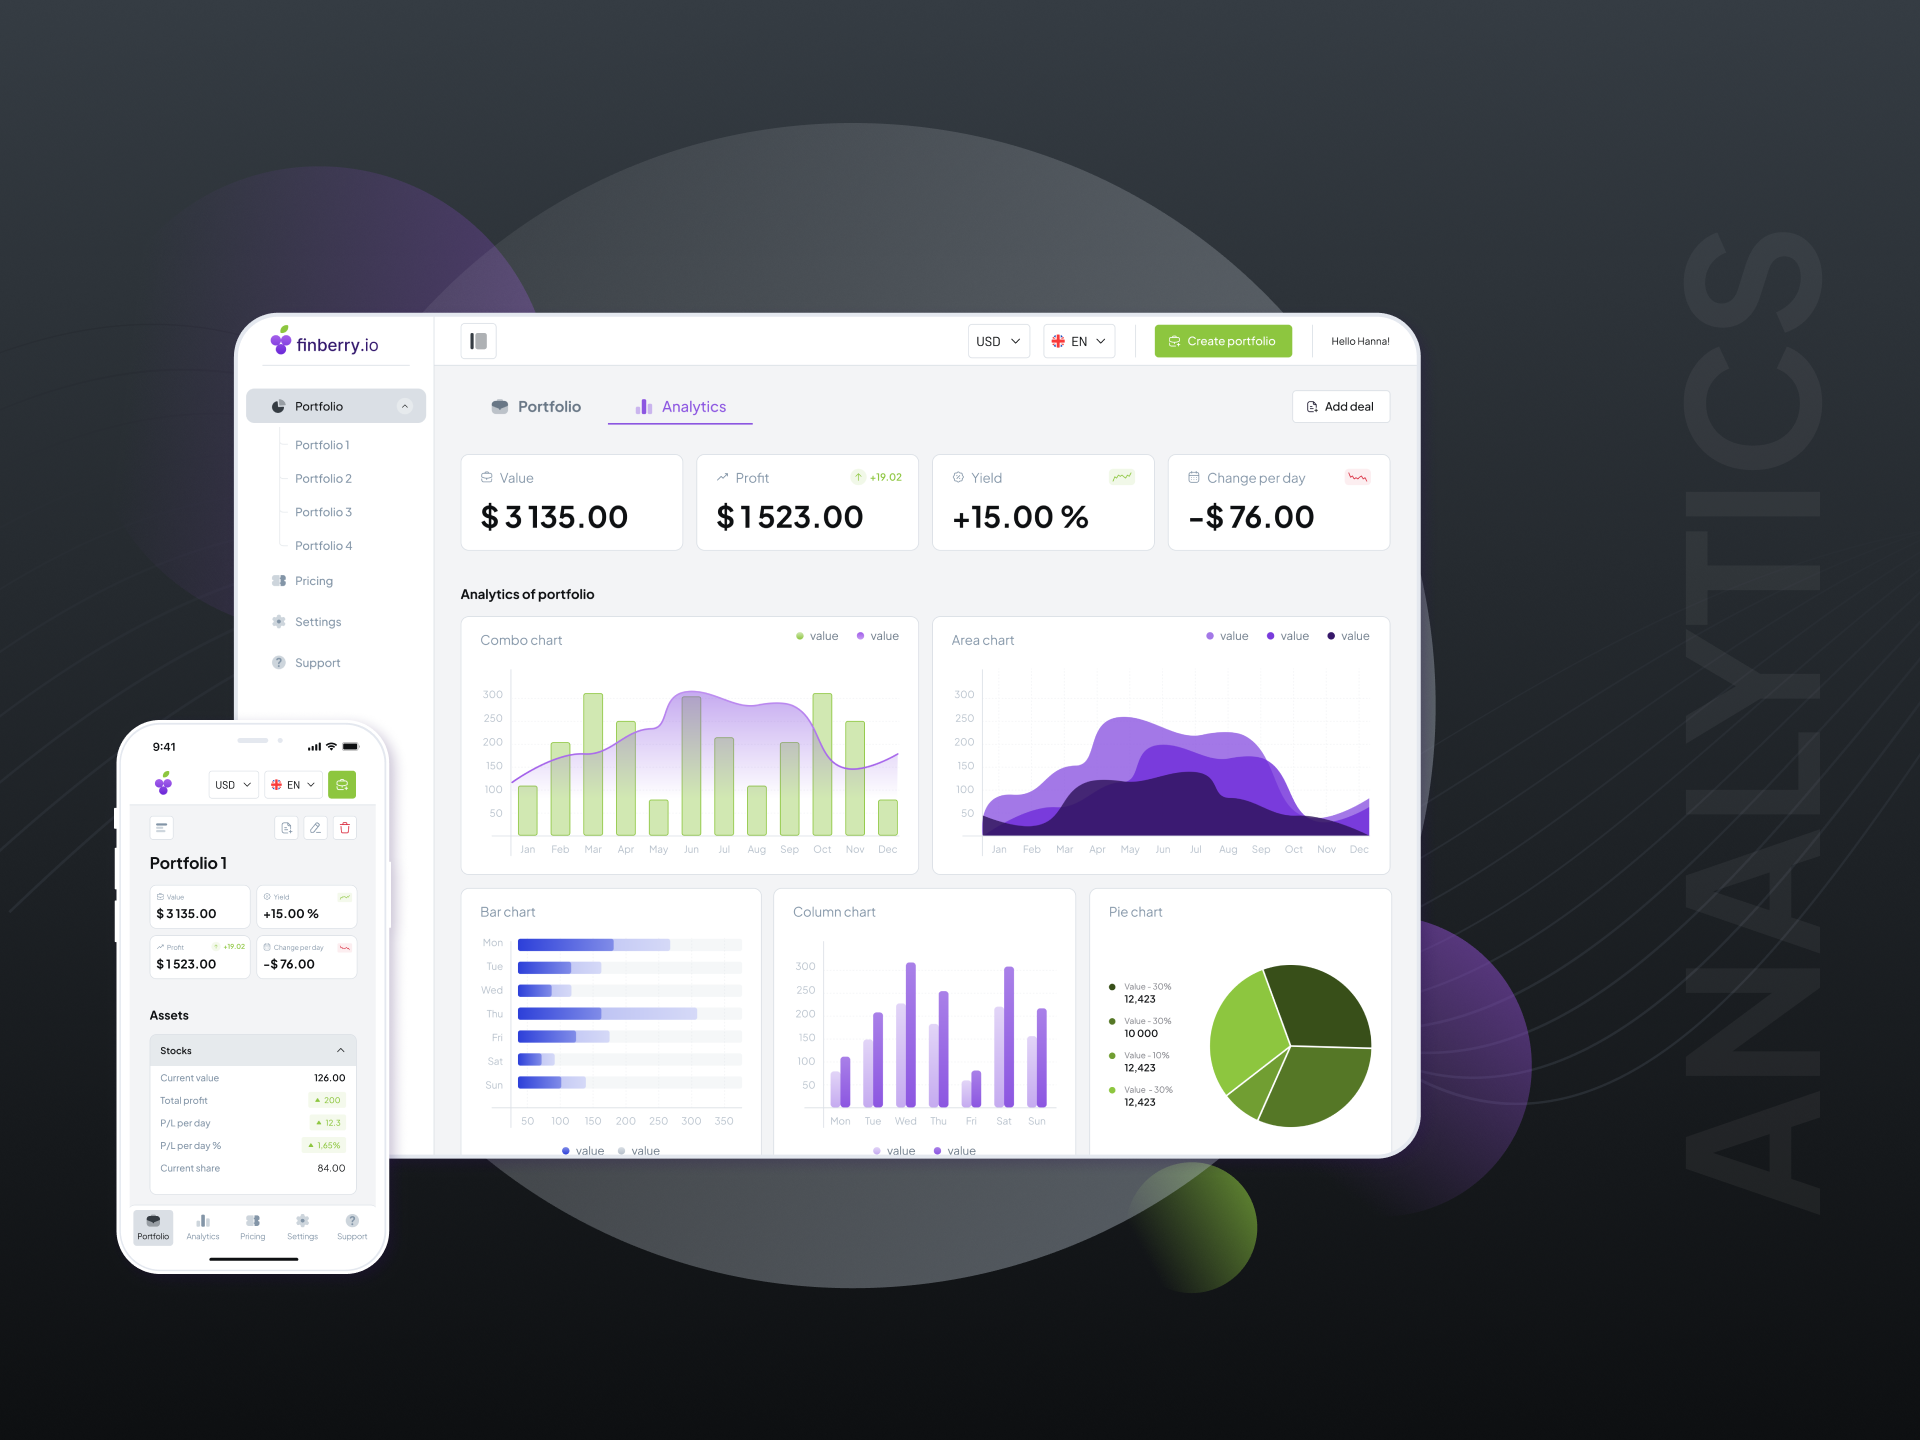 finberry.io
USD
EN
Create portfolio
Hello Hanna!
Portfolio
Portfolio 1
Portfolio 2
Portfolio 3
Portfolio 4
Pricing
Settings
Support
Portfolio
Analytics
Add deal
Value
$ 3 135.00
Profit
+19.02
$ 1 523.00
Yield
+15.00 %
Change per day
-$ 76.00
Analytics of portfolio
Combo chart
value
value
300
250
200
150
100
50
Jan Feb Mar Apr May Jun Jul Aug Sep Oct Nov Dec
Area chart
value
value
value
300
250
200
150
100
50
Jan Feb Mar Apr May Jun Jul Aug Sep Oct Nov Dec
Bar chart
Mon
Tue
Wed
Thu
Fri
Sat
Sun
50 100 150 200 250 300 350
value
value
Column chart
300
250
200
150
100
50
Mon Tue Wed Thu Fri Sat Sun
value
value
Pie chart
Value - 30%
12,423
Value - 30%
10 000
Value - 10%
12,423
Value - 30%
12,423
9:41
USD
EN
Portfolio 1
Value
$ 3 135.00
Yield
+15.00 %
Profit
+19.02
$ 1 523.00
Change per day
-$ 76.00
Assets
Stocks
Current value
126.00
Total profit
200
P/L per day
12.3
P/L per day %
1.65%
Current share
84.00
Portfolio
Analytics
Pricing
Settings
Support
ANALYTICS